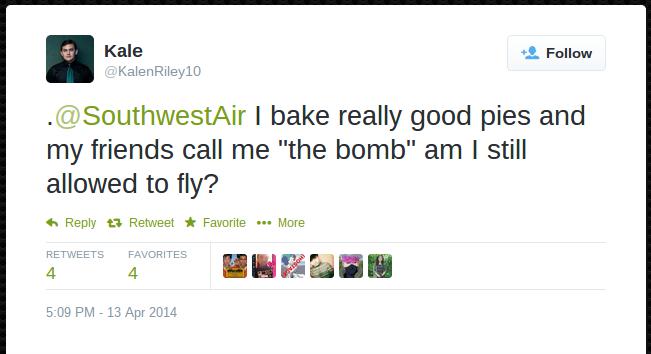 Kale
@KalenRiley10
Follow
.@SouthwestAir I bake really good pies and
my friends call me "the bomb" am I still
allowed to fly?
Reply Retweet Favorite More
RETWEETS FAVORITES
4 4
5:09 PM - 13 Apr 2014